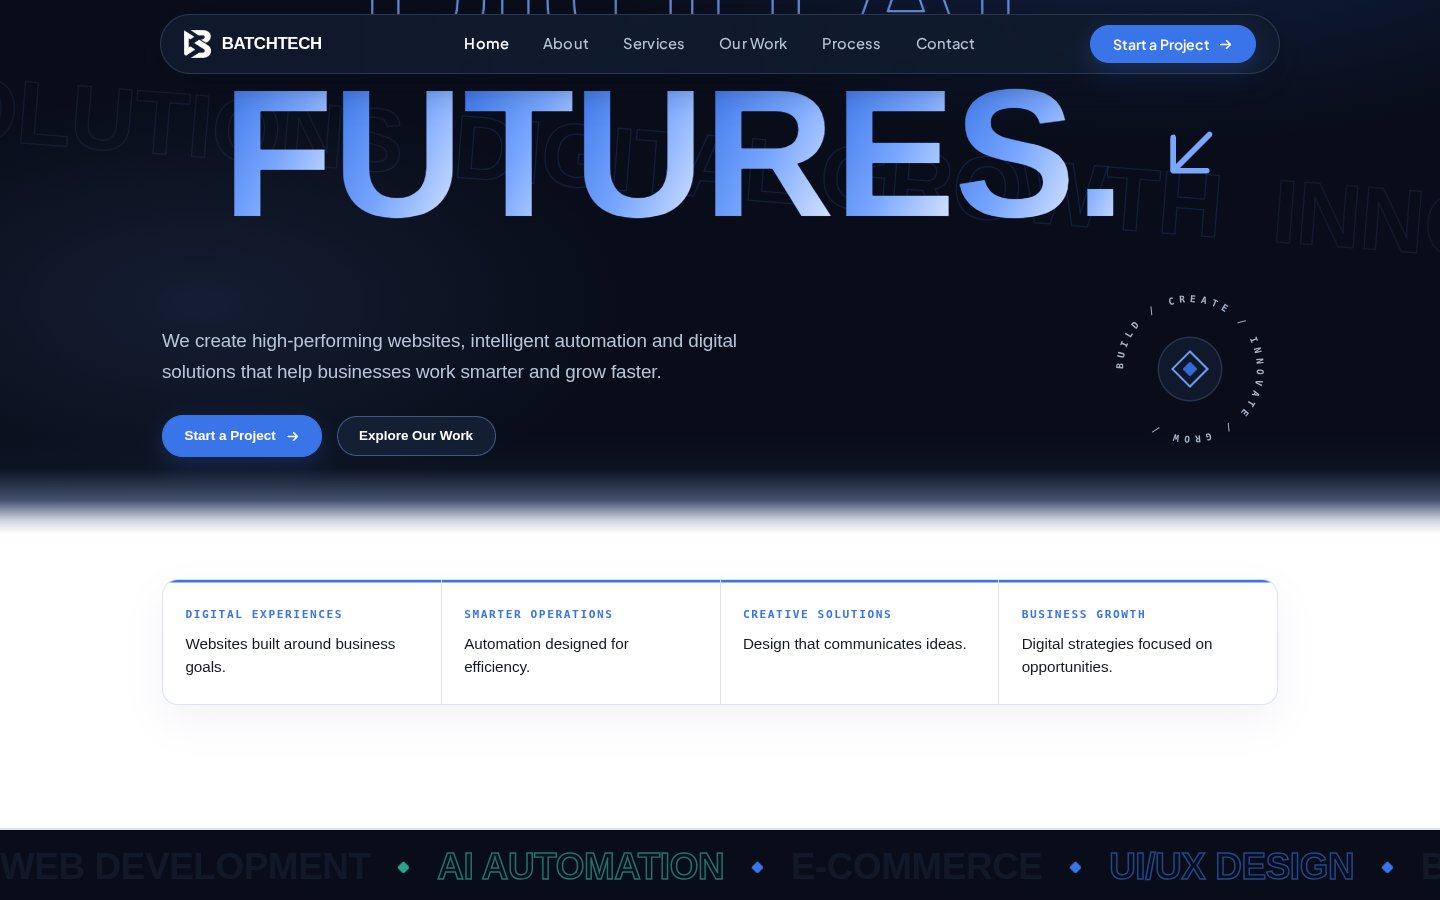 DIGITAL
BATCHTECH
Home
About
Services
Our Work
Process
Contact
Start a Project
FUTURES.
DIGITAL GROWTH
We create high-performing websites, intelligent automation and digital
solutions that help businesses work smarter and grow faster.
BUILD / CREATE / INNOVATE / GROW /
Start a Project
Explore Our Work
DIGITAL EXPERIENCES
Websites built around business
goals.
SMARTER OPERATIONS
Automation designed for
efficiency.
CREATIVE SOLUTIONS
Design that communicates ideas.
BUSINESS GROWTH
Digital strategies focused on
opportunities.
WEB DEVELOPMENT
AI AUTOMATION
E-COMMERCE
UI/UX DESIGN